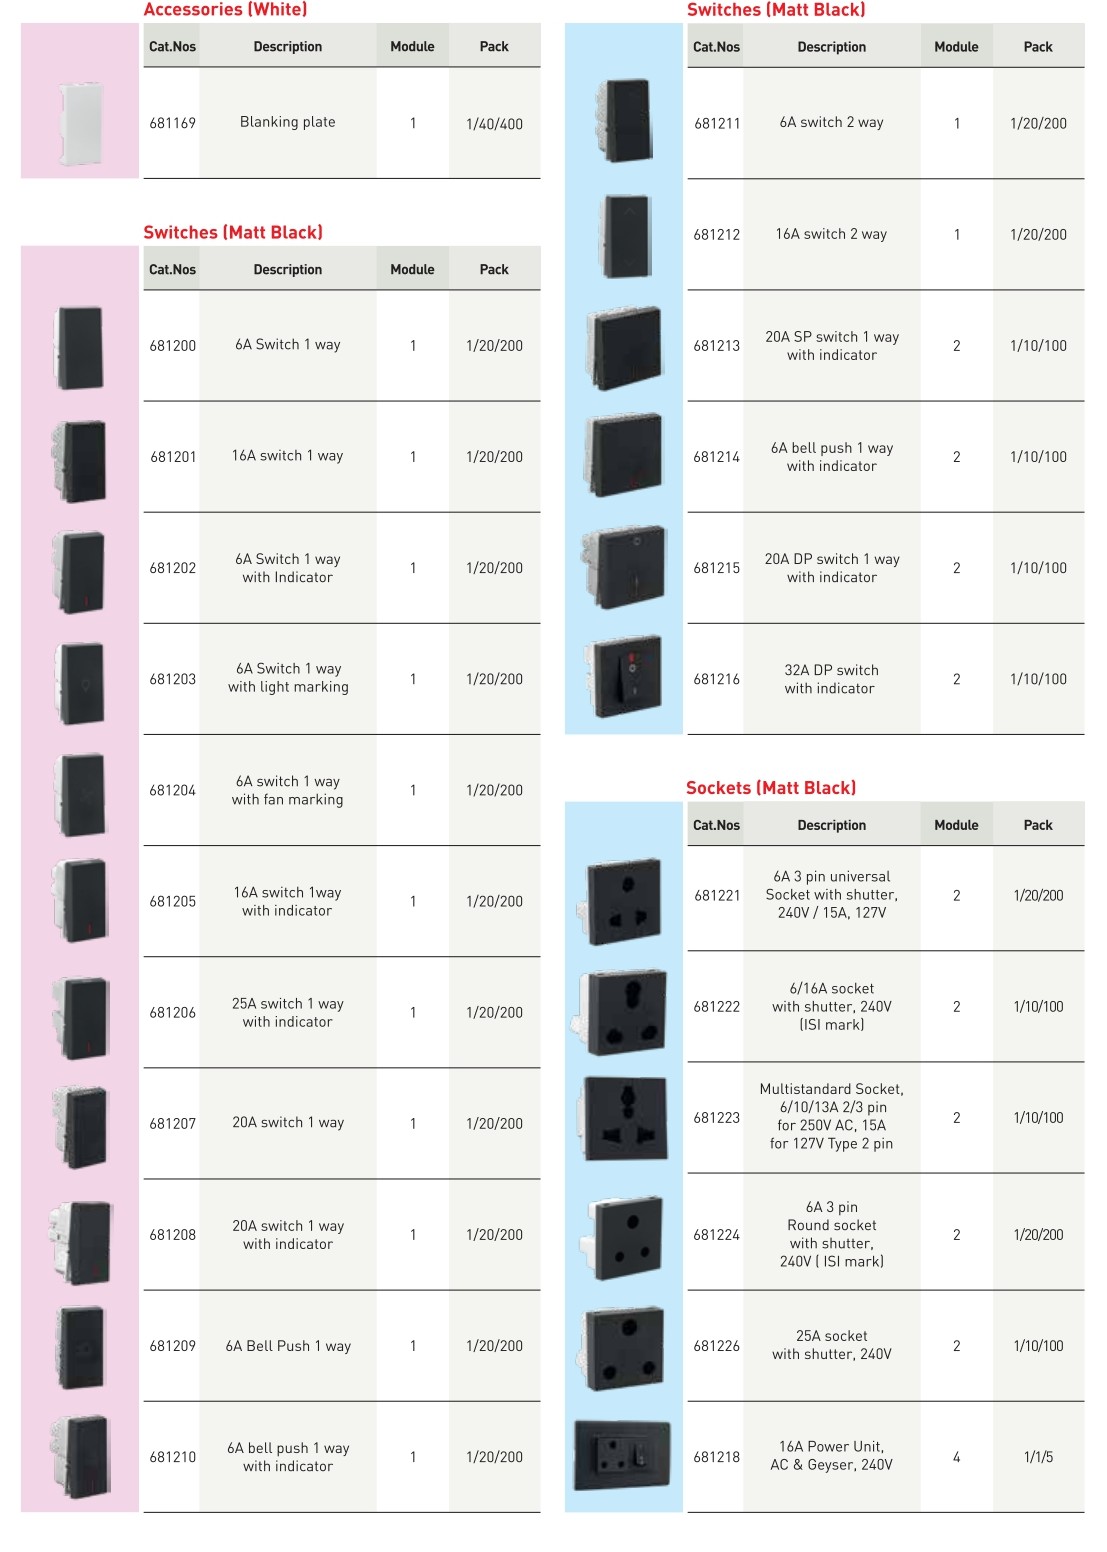 Accessories (White)
Cat.Nos Description Module Pack
681169 Blanking plate 1 1/40/400
Switches (Matt Black)
Cat.Nos Description Module Pack
681200 6A Switch 1 way 1 1/20/200
681201 16A switch 1 way 1 1/20/200
681202 6A Switch 1 way
with Indicator 1 1/20/200
681203 6A Switch 1 way
with light marking 1 1/20/200
681204 6A switch 1 way
with fan marking 1 1/20/200
681205 16A switch 1way
with indicator 1 1/20/200
681206 25A switch 1 way
with indicator 1 1/20/200
681207 20A switch 1 way 1 1/20/200
681208 20A switch 1 way
with indicator 1 1/20/200
681209 6A Bell Push 1 way 1 1/20/200
681210 6A bell push 1 way
with indicator 1 1/20/200
Switches (Matt Black)
Cat.Nos Description Module Pack
681211 6A switch 2 way 1 1/20/200
681212 16A switch 2 way 1 1/20/200
681213 20A SP switch 1 way
with indicator 2 1/10/100
681214 6A bell push 1 way
with indicator 2 1/10/100
681215 20A DP switch 1 way
with indicator 2 1/10/100
681216 32A DP switch
with indicator 2 1/10/100
Sockets (Matt Black)
Cat.Nos Description Module Pack
681221 6A 3 pin universal
Socket with shutter,
240V / 15A, 127V 2 1/20/200
681222 6/16A socket
with shutter, 240V
(ISI mark) 2 1/10/100
681223 Multistandard Socket,
6/10/13A 2/3 pin
for 250V AC, 15A
for 127V Type 2 pin 2 1/10/100
681224 6A 3 pin
Round socket
with shutter,
240V ( ISI mark) 2 1/20/200
681226 25A socket
with shutter, 240V 2 1/10/100
681218 16A Power Unit,
AC & Geyser, 240V 4 1/1/5